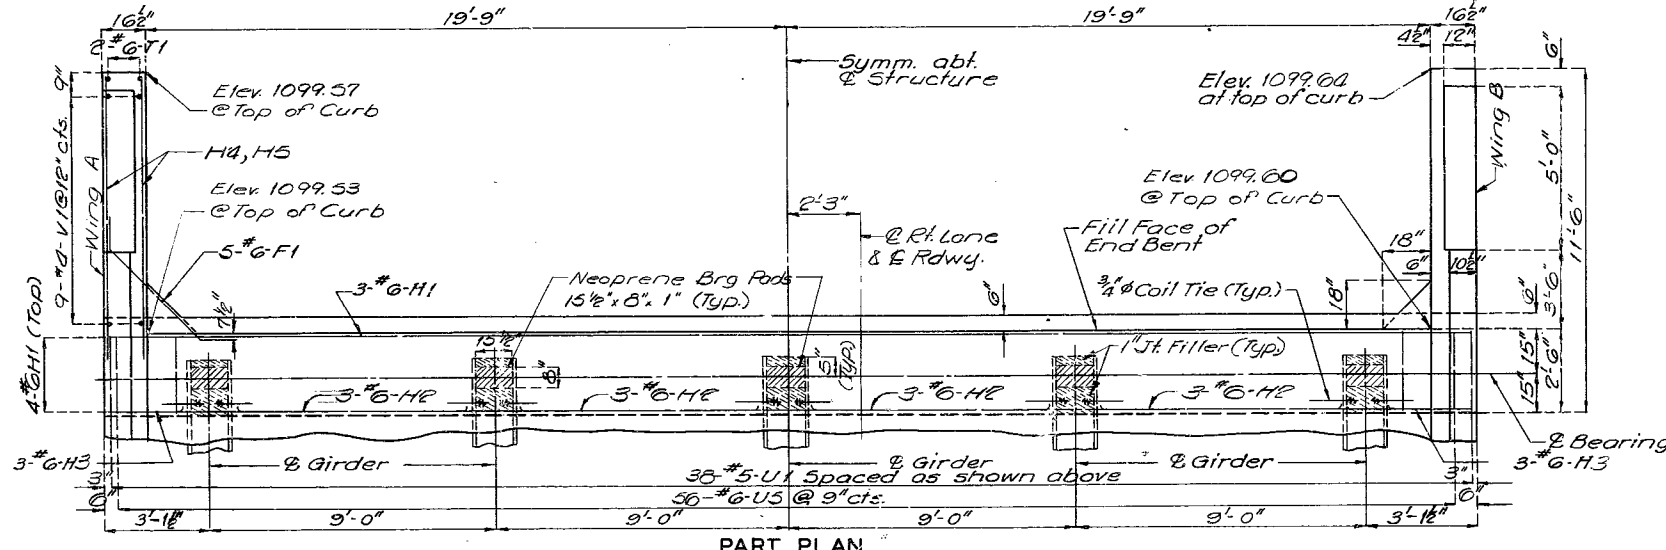 16½"
19'-9"
19'-9"
16½"
2-#6-J1
4½"
12"
6"
Symm. abt.
℄ Structure
9"
Elev. 1099.57
@ Top of Curb
Elev. 1099.64
at top of curb
9-#4-V1@12"cts.
Wing A
H4, H5
Wing B
5'-0"
11'-6"
Elev. 1099.53
@ Top of Curb
Elev. 1099.60
@ Top of Curb
2'-3"
℄ Rt. Lane
& ℄ Rdwy.
Fill Face of
End Bent
18"
6"
10½"
5-#6-F1
3-#6-H1
Neoprene Brg Pads
15½"x 8"x 1" (Typ.)
¾"φ Coil Tie (Typ.)
18"
3'-6"
6"
6"
7½"
4-#6H1 (Top)
15½"
8"
5"
(Typ.)
1" Jt. Filler (Typ.)
15"
15"
2'-6"
3-#6-H2
3-#6-H2
3-#6-H2
3-#6-H2
℄ Bearing
3-#6-H3
3-#6-H3
℄ Girder
℄ Girder
℄ Girder
3"
3"
38-#5-U1 Spaced as shown above
6"
56-#6-U5 @ 9"cts.
6"
3'-1½"
9'-0"
9'-0"
9'-0"
9'-0"
3'-1½"
PART PLAN